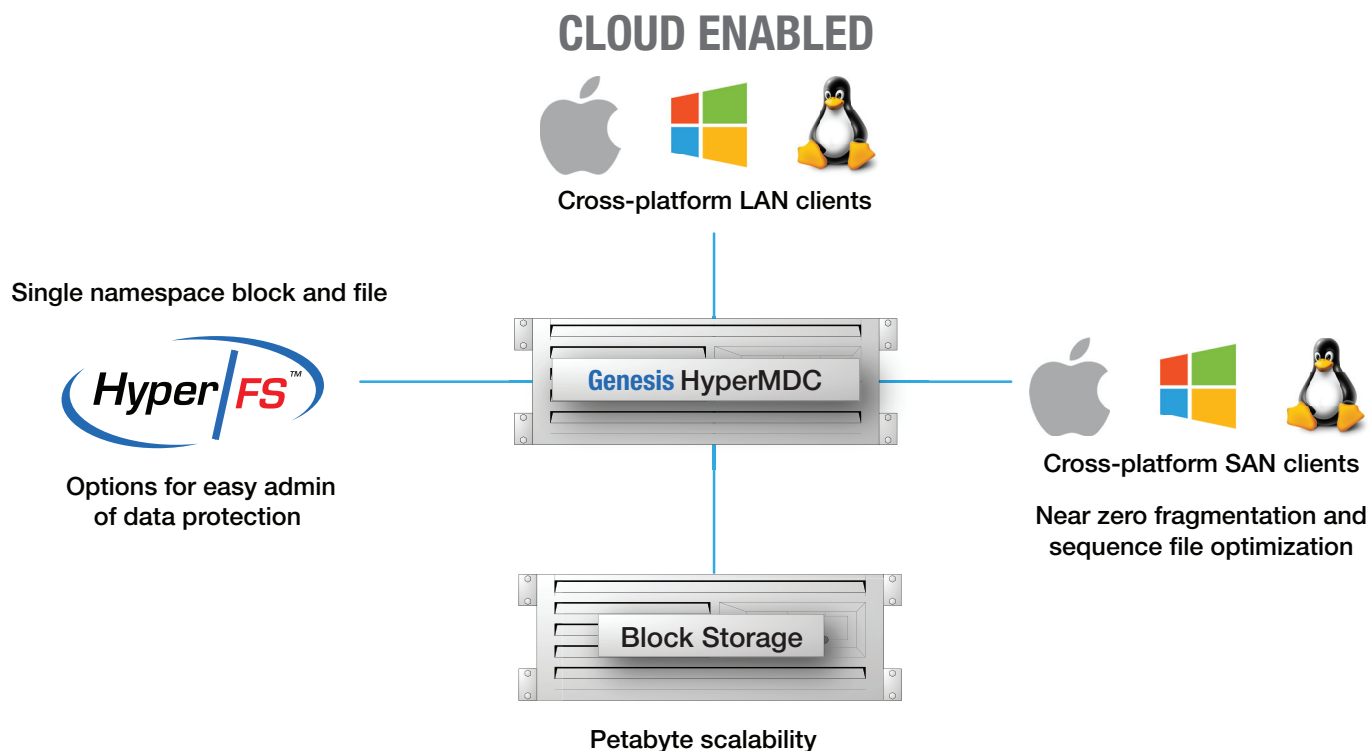 CLOUD ENABLED
Cross-platform LAN clients
Single namespace block and file
Hyper FS™
Options for easy admin
of data protection
Genesis HyperMDC
Cross-platform SAN clients
Near zero fragmentation and
sequence file optimization
Block Storage
Petabyte scalability